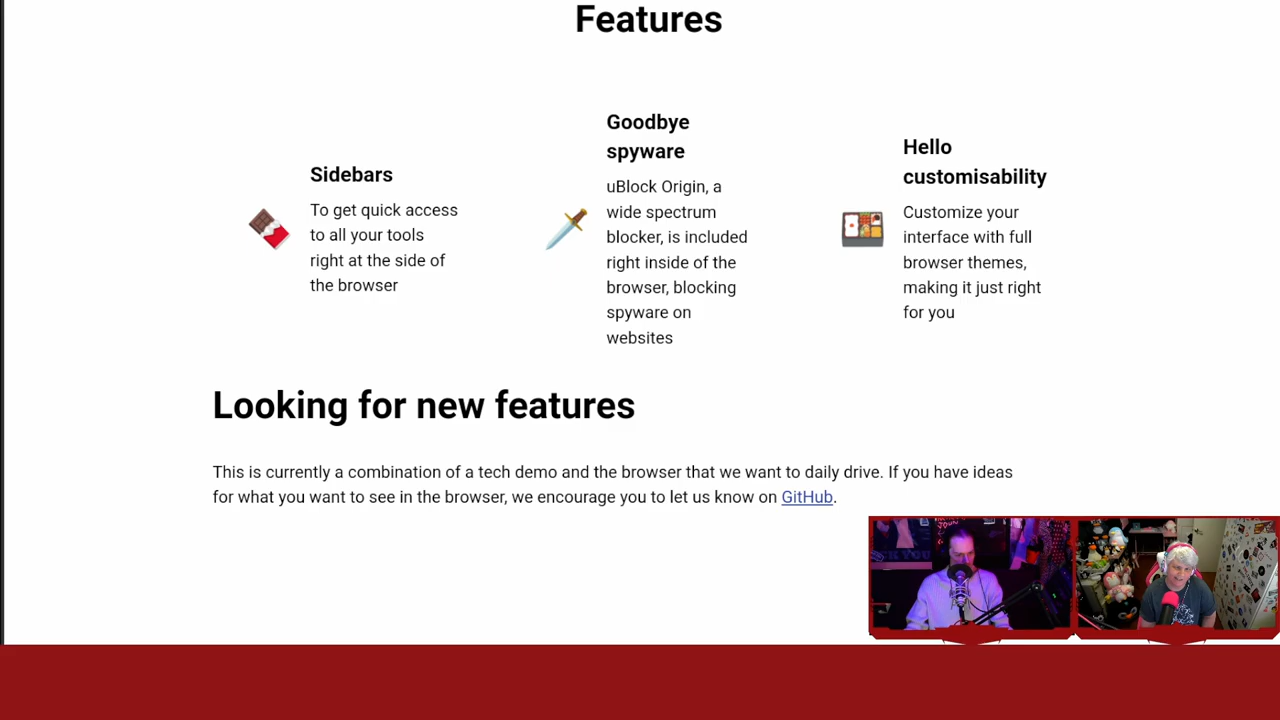 Features
Sidebars
To get quick access
to all your tools
right at the side of
the browser
Goodbye
spyware
uBlock Origin, a
wide spectrum
blocker, is included
right inside of the
browser, blocking
spyware on
websites
Hello
customisability
Customize your
interface with full
browser themes,
making it just right
for you
Looking for new features
This is currently a combination of a tech demo and the browser that we want to daily drive. If you have ideas
for what you want to see in the browser, we encourage you to let us know on GitHub.